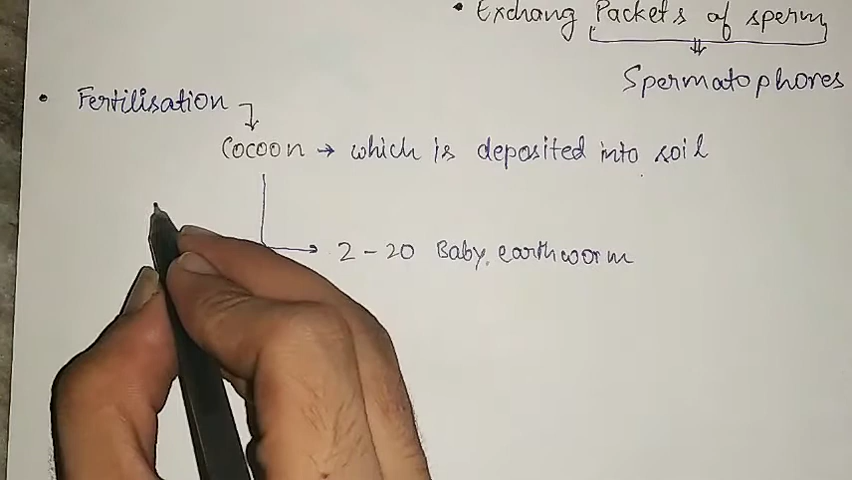 • Exchang Packets of sperm
⇓
Spermatophores
• Fertilisation
Cocoon → which is deposited into soil
2 - 20 Baby earthworm